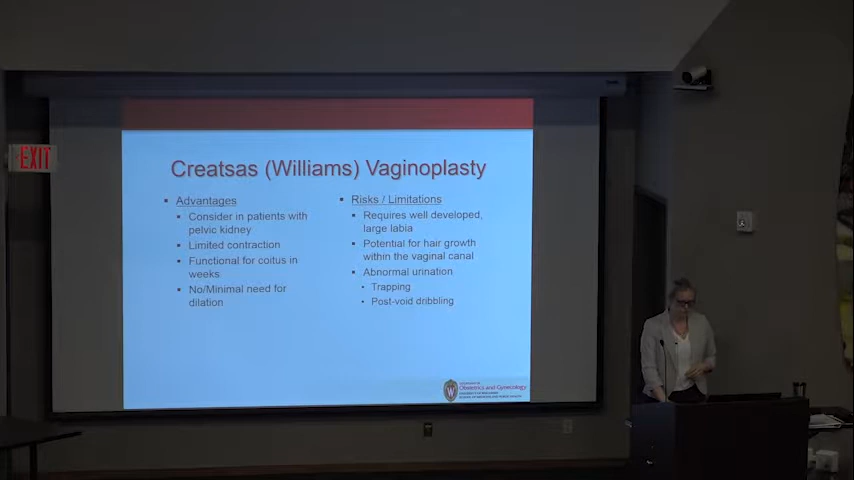 EXIT
Creatsas (Williams) Vaginoplasty
Advantages
Consider in patients with
pelvic kidney
Limited contraction
Functional for coitus in
weeks
No/Minimal need for
dilation
Risks / Limitations
Requires well developed,
large labia
Potential for hair growth
within the vaginal canal
Abnormal urination
Trapping
Post-void dribbling
Obstetrics and Gynecology